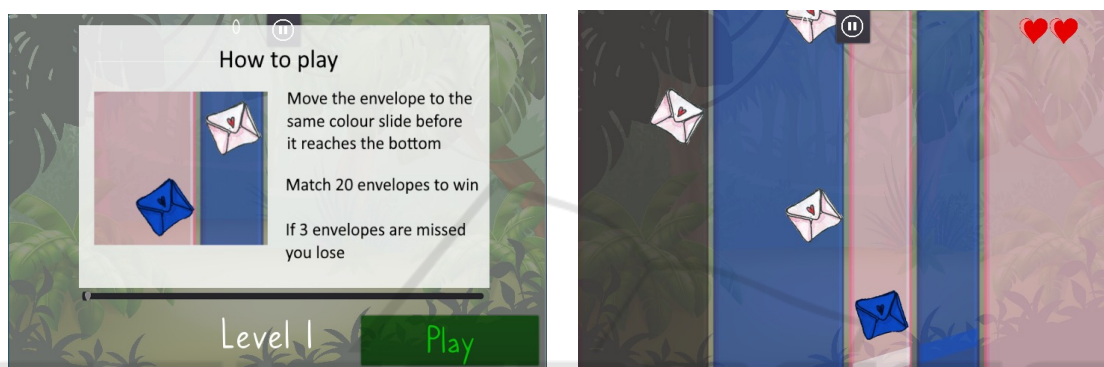 0
How to play
Move the envelope to the
same colour slide before
it reaches the bottom
Match 20 envelopes to win
If 3 envelopes are missed
you lose
Level 1
Play